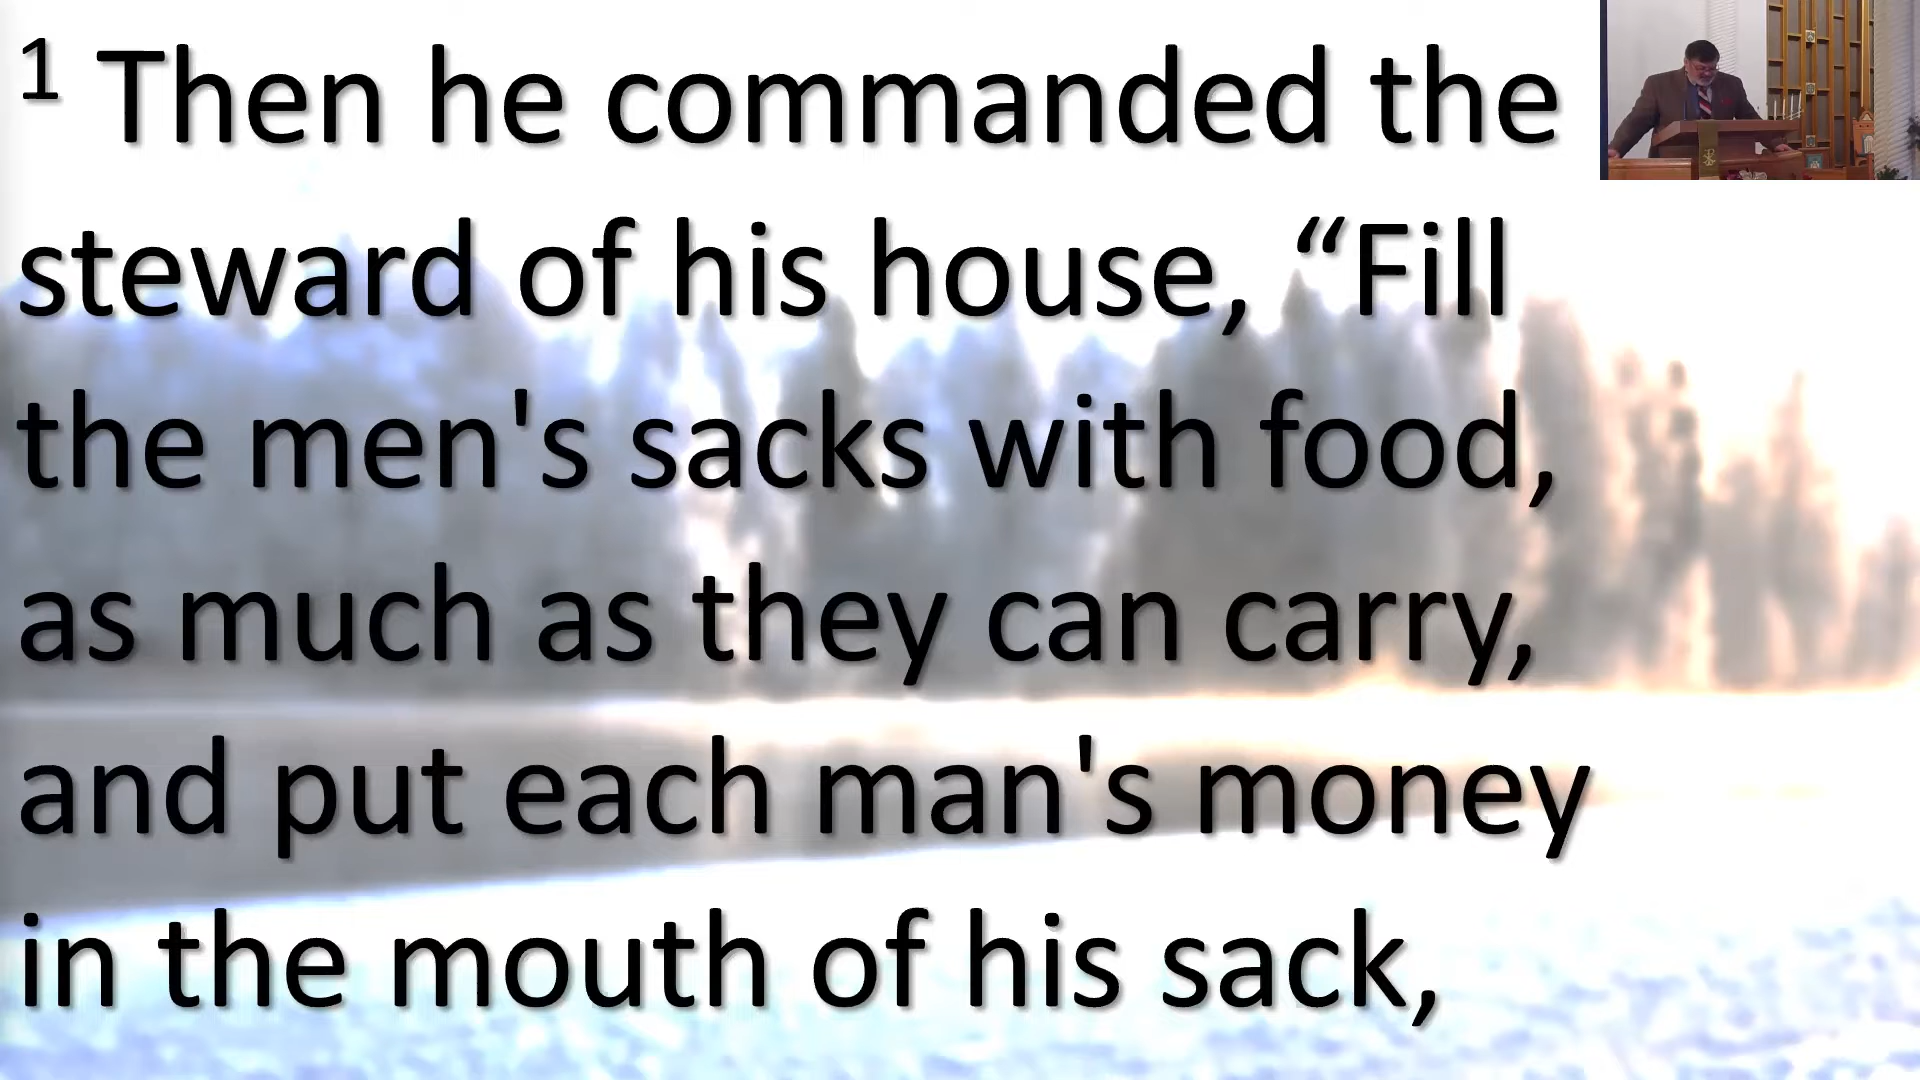 1 Then he commanded the
steward of his house, “Fill
the men's sacks with food,
as much as they can carry,
and put each man's money
in the mouth of his sack,